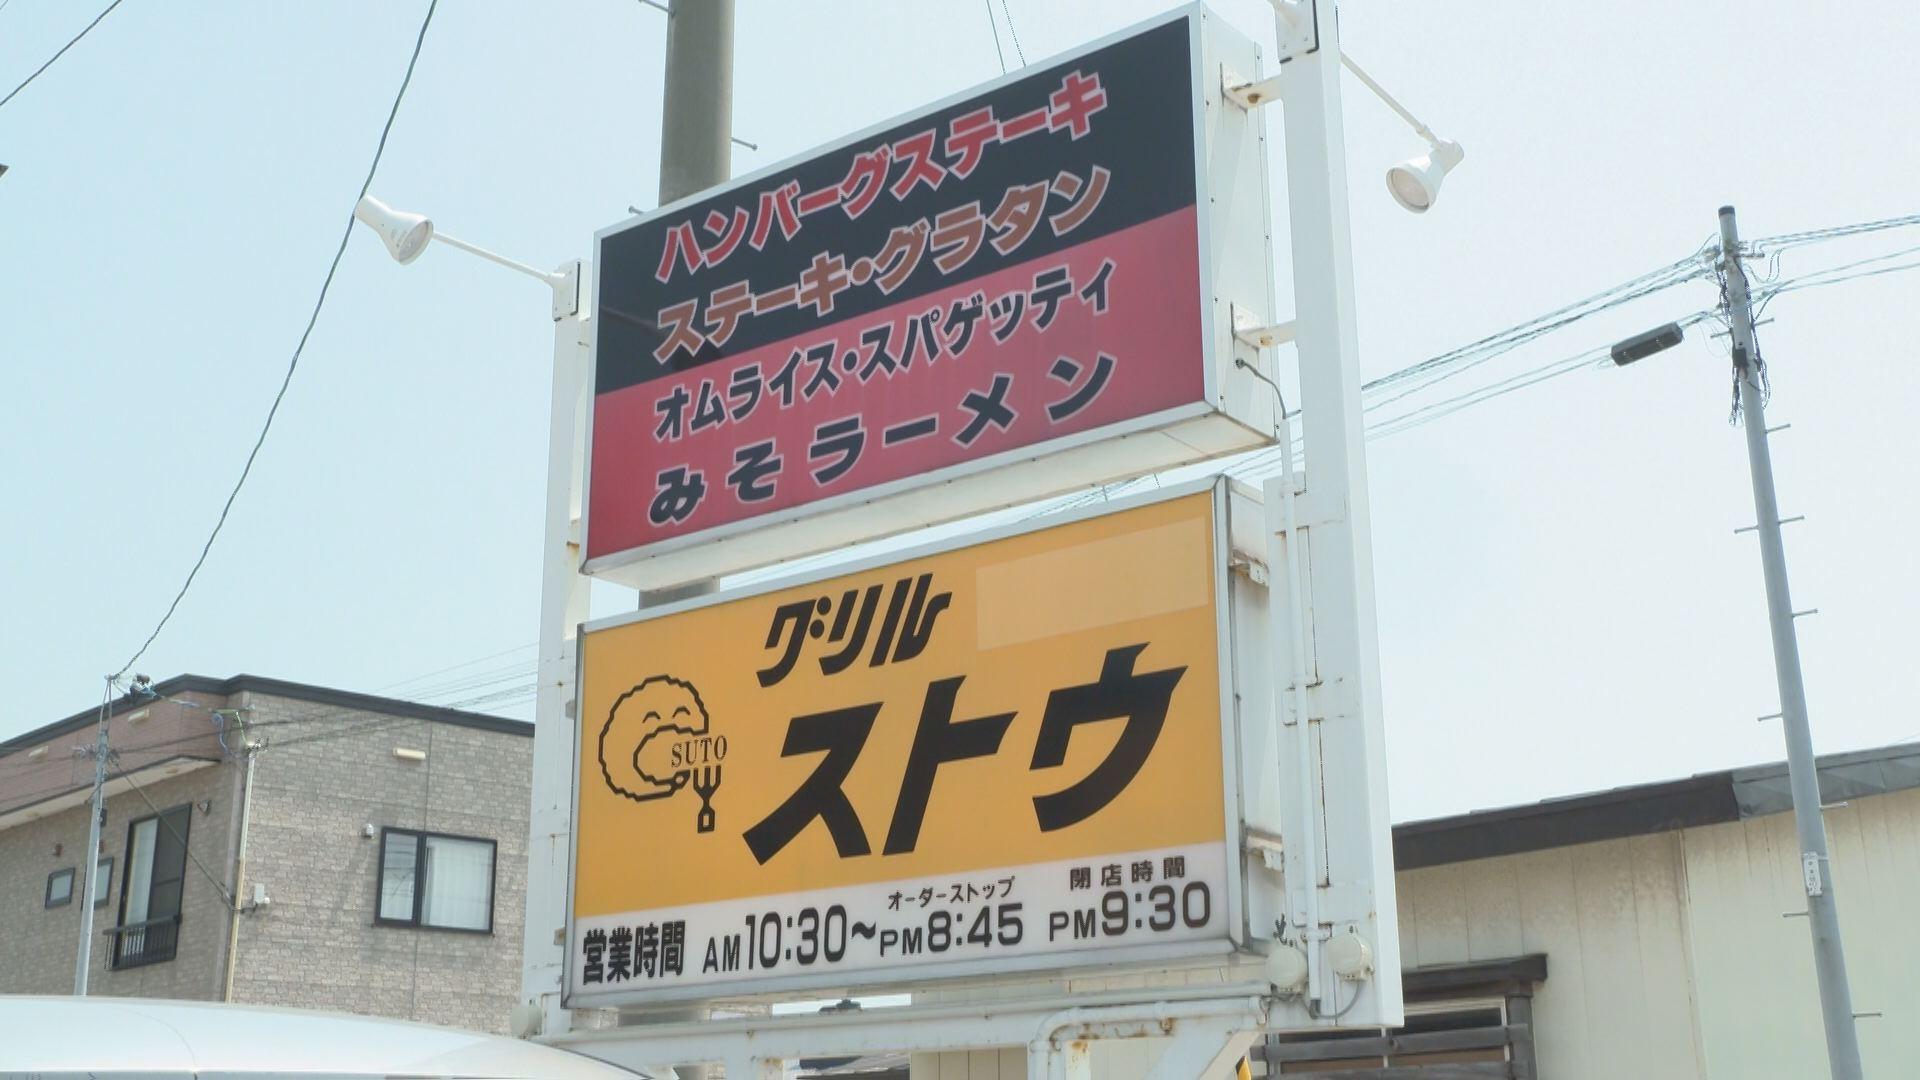 ハンバーグステーキ
ステーキ・グラタン
オムライス・スパゲッティ
みそラーメン
グリル
ストウ
SUTO
オーダーストップ 閉店時間
営業時間 AM10:30~PM8:45 PM9:30